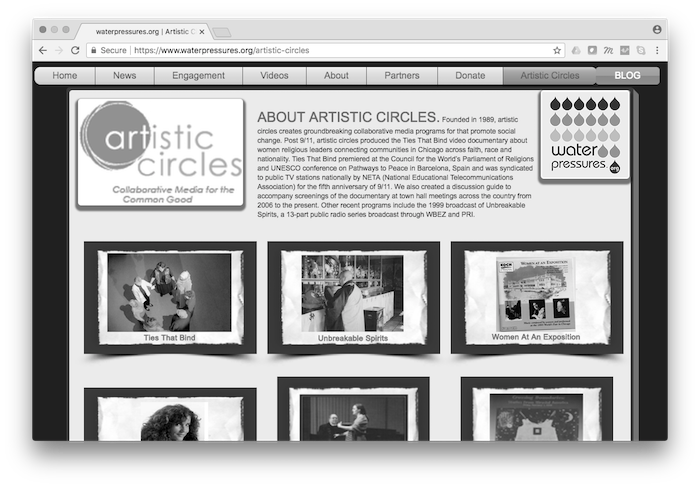 waterpressures.org | Artistic C
Secure | https://www.waterpressures.org/artistic-circles
Home News Engagement Videos About Partners Donate Artistic Circles BLOG
artistic
circles
Collaborative Media for the
Common Good
ABOUT ARTISTIC CIRCLES. Founded in 1989, artistic
circles creates groundbreaking collaborative media programs for that promote social
change. Post 9/11, artistic circles produced the Ties That Bind video documentary about
women religious leaders connecting communities in Chicago across faith, race and
nationality. Ties That Bind premiered at the Council for the World's Parliament of Religions
and UNESCO conference on Pathways to Peace in Barcelona, Spain and was syndicated
to public TV stations nationally by NETA (National Educational Telecommunications
Association) for the fifth anniversary of 9/11. We also created a discussion guide to
accompany screenings of the documentary at town hall meetings across the country from
2006 to the present. Other recent programs include the 1999 broadcast of Unbreakable
Spirits, a 13-part public radio series broadcast through WBEZ and PRI.
water
pressures.org
Ties That Bind
Unbreakable Spirits
WOMEN AT AN EXPOSITION
Women At An Exposition